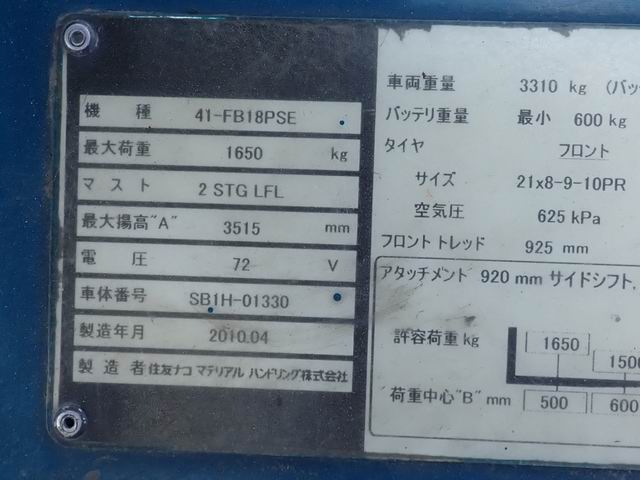 機 種 41-FB18PSE
最大荷重 1650 kg
マ ス ト 2 STG LFL
最大揚高"A" 3515 mm
電 圧 72 V
車体番号 SB1H-01330
製造年月 2010.04
製 造 者 住友ナコ マテリアル ハンドリング株式会社
車両重量 3310 kg (バッ
バッテリ重量 最小 600 kg
タイヤ フロント
サイズ 21x8-9-10PR
空気圧 625 kPa
フロントトレッド 925 mm
アタッチメント 920 mm サイドシフト,
許容荷重 kg 1650 1500
荷重中心"B" mm 500 600